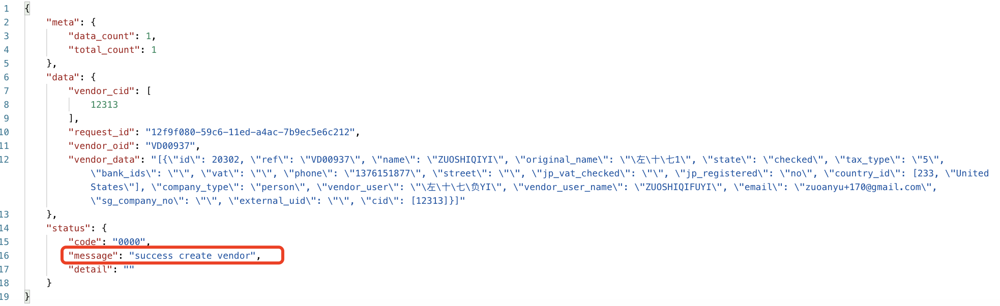 1 {
2 "meta": {
3 "data_count": 1,
4 "total_count": 1
5 },
6 "data": {
7 "vendor_cid": [
8 12313
9 ],
10 "request_id": "12f9f080-59c6-11ed-a4ac-7b9ec5e6c212",
11 "vendor_oid": "VD00937",
12 "vendor_data": "[{\"id\": 20302, \"ref\": \"VD00937\", \"name\": \"ZUOSHIQIYI\", \"original_name\": \"\左\十\七1\", \"state\": \"checked\", \"tax_type\": \"5\",
\"bank_ids\": \"\", \"vat\": \"\", \"phone\": \"1376151877\", \"street\": \"\", \"jp_vat_checked\": \"\", \"jp_registered\": \"no\", \"country_id\": [233, \"United
States\"], \"company_type\": \"person\", \"vendor_user\": \"\左\十\七\负YI\", \"vendor_user_name\": \"ZUOSHIQIFUYI\", \"email\": \"zuoanyu+170@gmail.com\",
\"sg_company_no\": \"\", \"external_uid\": \"\", \"cid\": [12313]}]"
13 },
14 "status": {
15 "code": "0000",
16 "message": "success create vendor",
17 "detail": ""
18 }
19 }